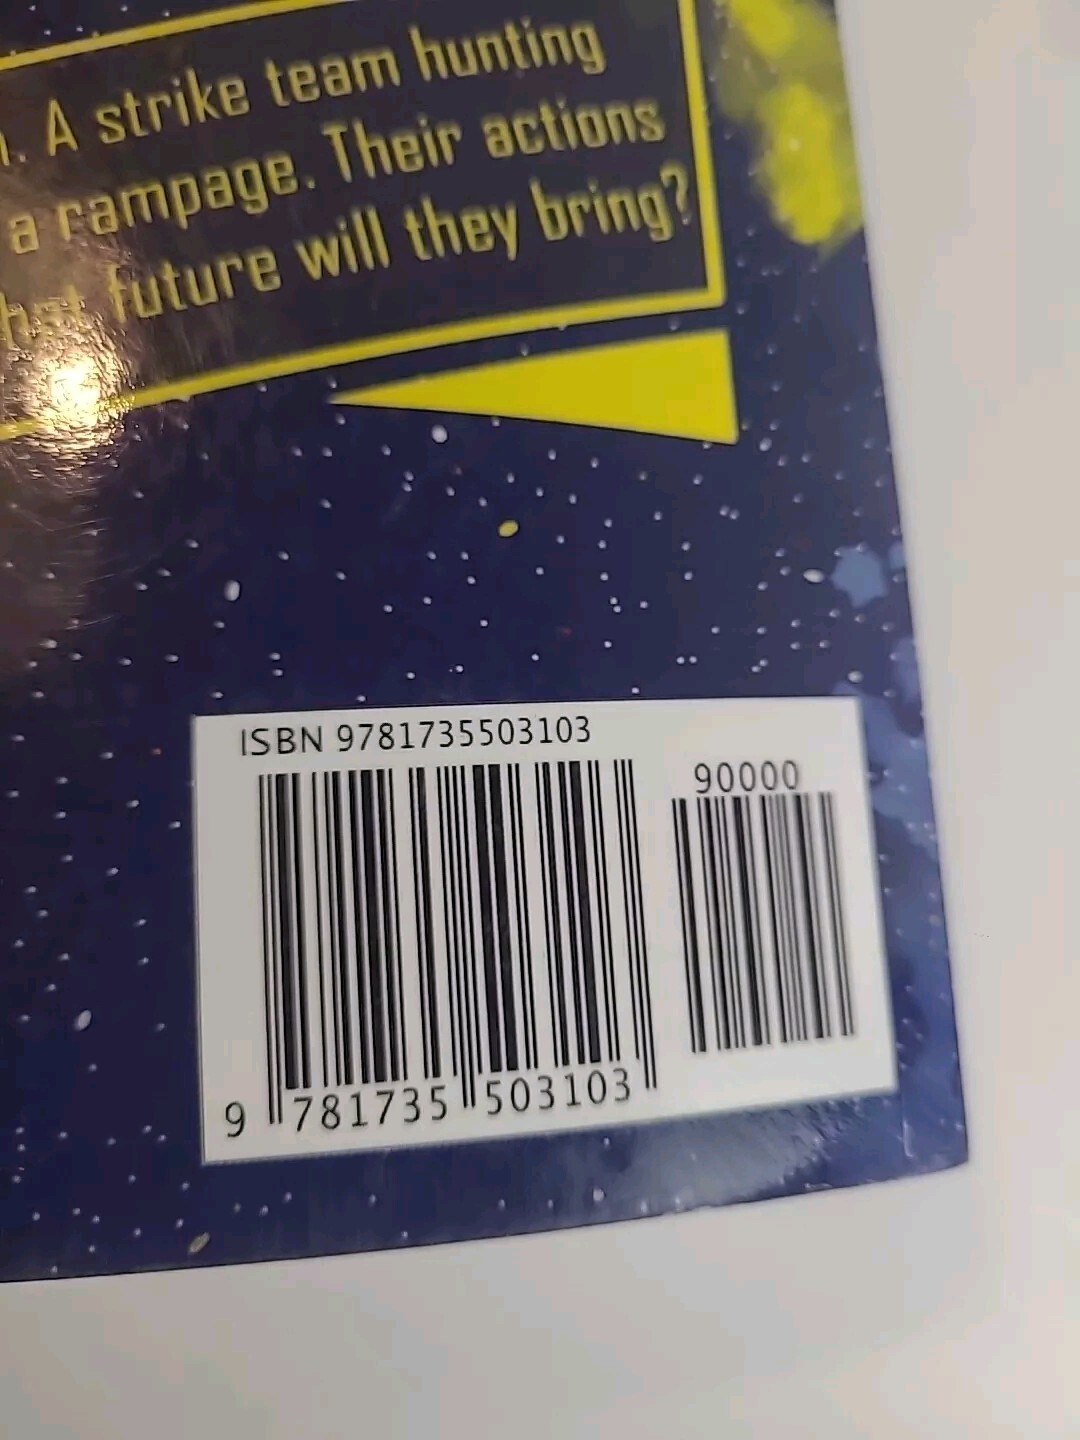 . A strike team hunting
a rampage. Their actions
future will they bring?
ISBN 9781735503103
90000
9 781735 503103